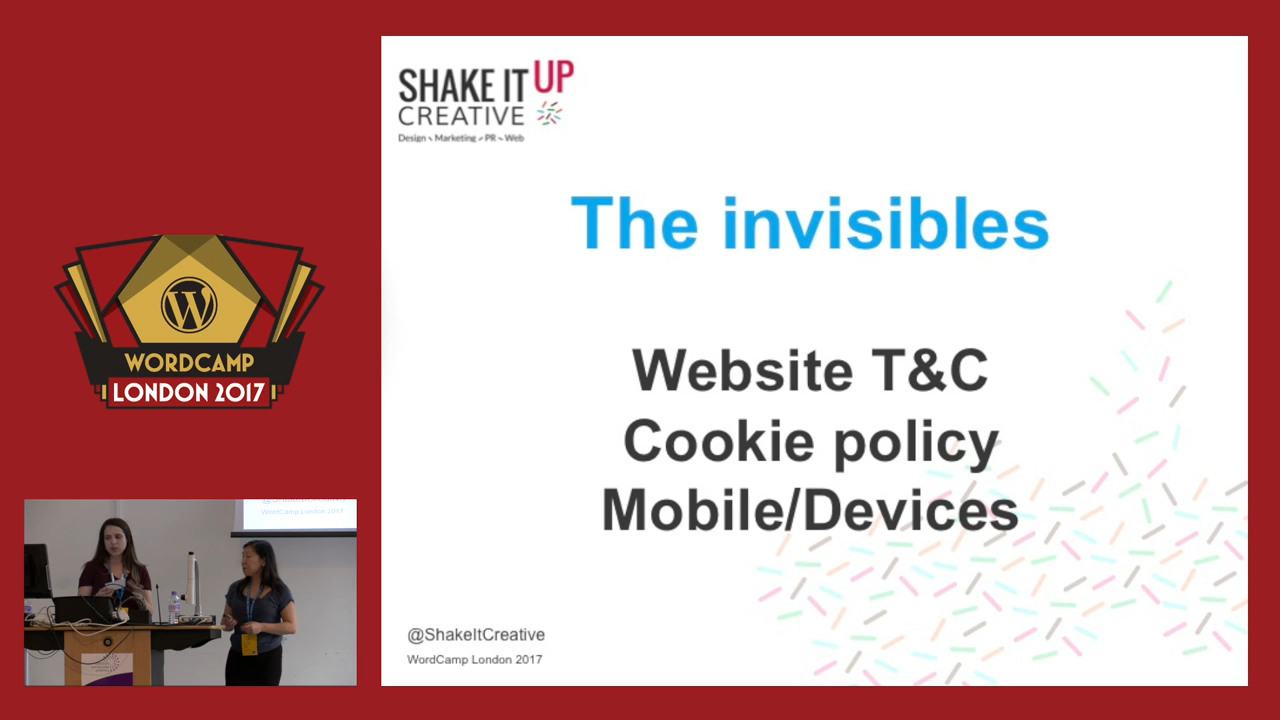 SHAKE IT UP
CREATIVE
Design ~ Marketing ~ PR ~ Web
The invisibles
Website T&C
Cookie policy
Mobile/Devices
@ShakeItCreative
WordCamp London 2017
WORDCAMP
LONDON 2017
WordCamp London 2017